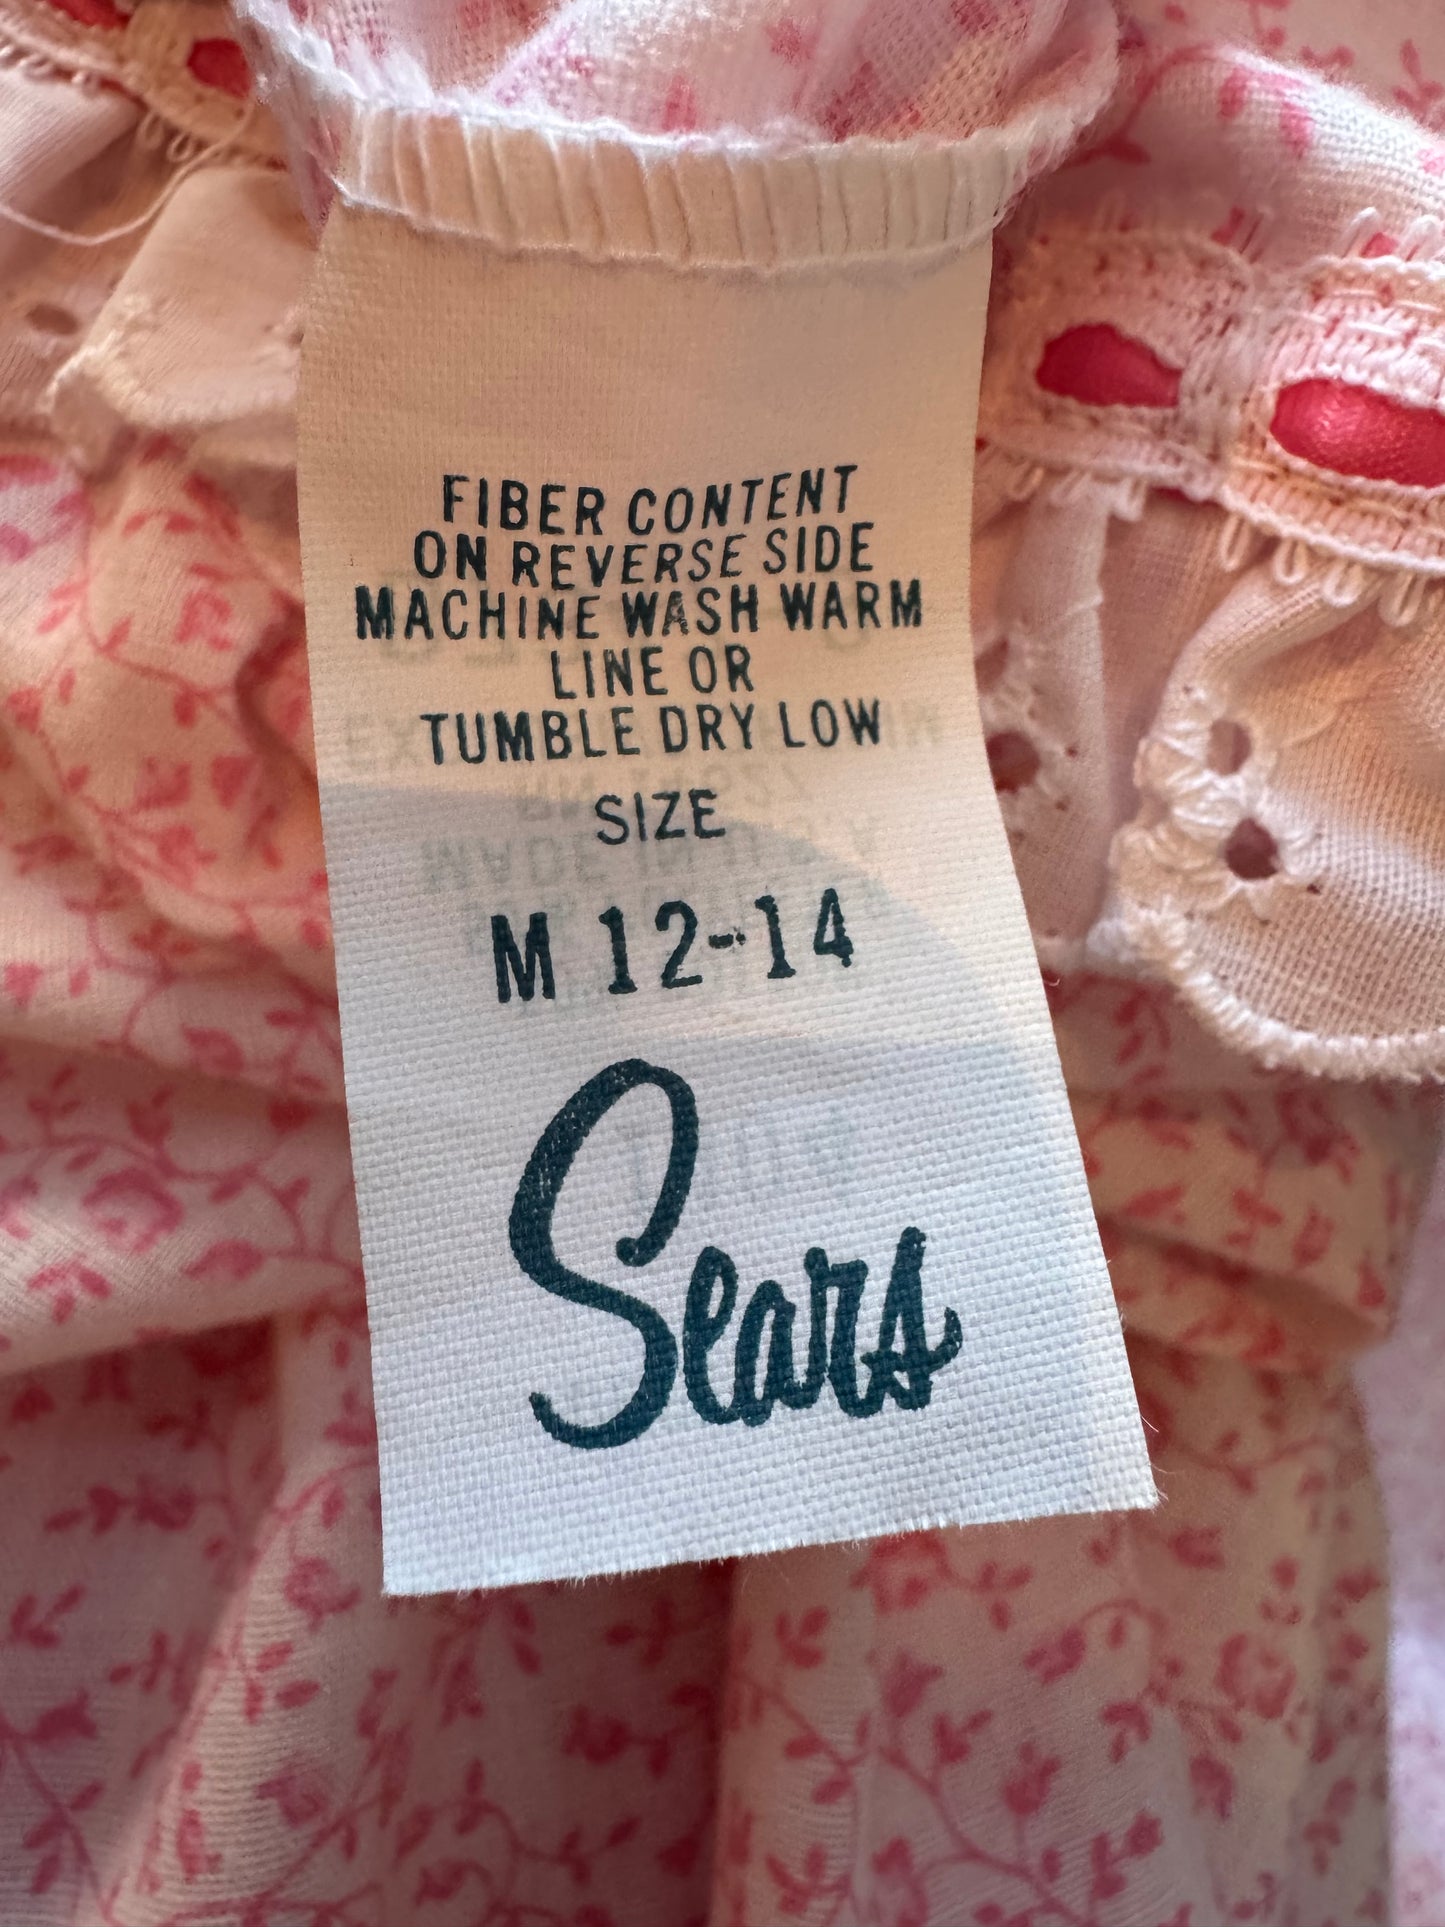 FIBER CONTENT
ON REVERSE SIDE
MACHINE WASH WARM
LINE OR
TUMBLE DRY LOW
SIZE
M 12-14
Sears